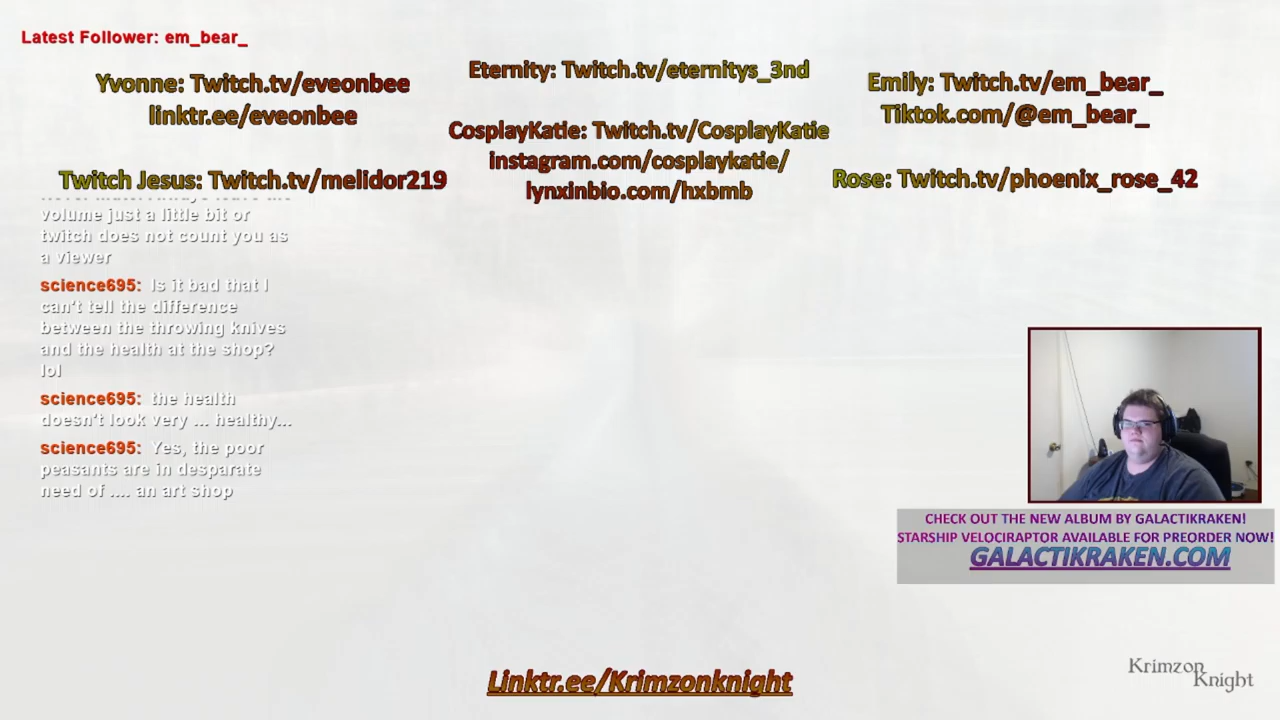 Latest Follower: em_bear_
Yvonne: Twitch.tv/eveonbee
linktr.ee/eveonbee
Eternity: Twitch.tv/eternitys_3nd
Emily: Twitch.tv/em_bear_
Tiktok.com/@em_bear_
CosplayKatie: Twitch.tv/CosplayKatie
instagram.com/cosplaykatie/
lynxinbio.com/hxbmb
Twitch Jesus: Twitch.tv/melidor219
Rose: Twitch.tv/phoenix_rose_42
volume just a little bit or
twitch does not count you as
a viewer
science695: Is it bad that I
can't tell the difference
between the throwing knives
and the health at the shop?
lol
science695: the health
doesn't look very ... healthy...
science695: Yes, the poor
peasants are in desparate
need of .... an art shop
CHECK OUT THE NEW ALBUM BY GALACTIKRAKEN!
STARSHIP VELOCIRAPTOR AVAILABLE FOR PREORDER NOW!
GALACTIKRAKEN.COM
Linktr.ee/Krimzonknight
Krimzon
Knight